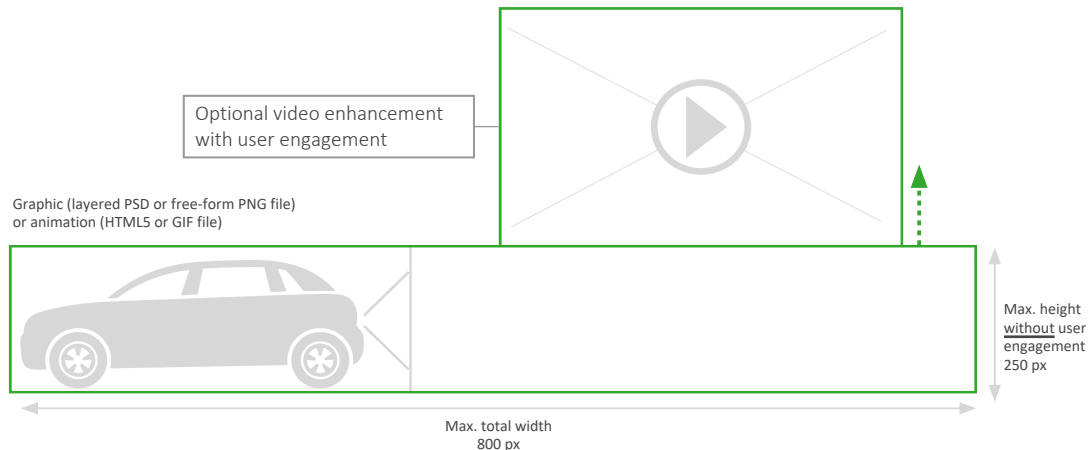 Optional video enhancement
with user engagement
Graphic (layered PSD or free-form PNG file)
or animation (HTML5 or GIF file)
Max. height
without user
engagement
250 px
Max. total width
800 px